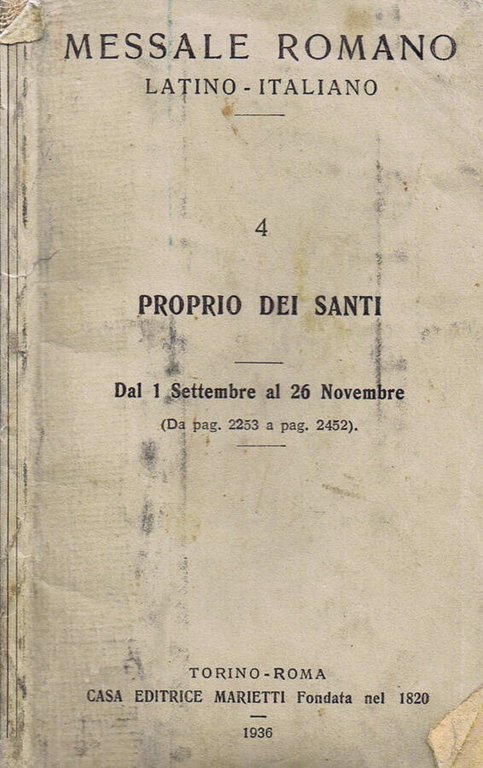 MESSALE ROMANO
LATINO - ITALIANO
4
PROPRIO DEI SANTI
Dal 1 Settembre al 26 Novembre
(Da pag. 2253 a pag. 2452).
TORINO - ROMA
CASA EDITRICE MARIETTI Fondata nel 1820
1936